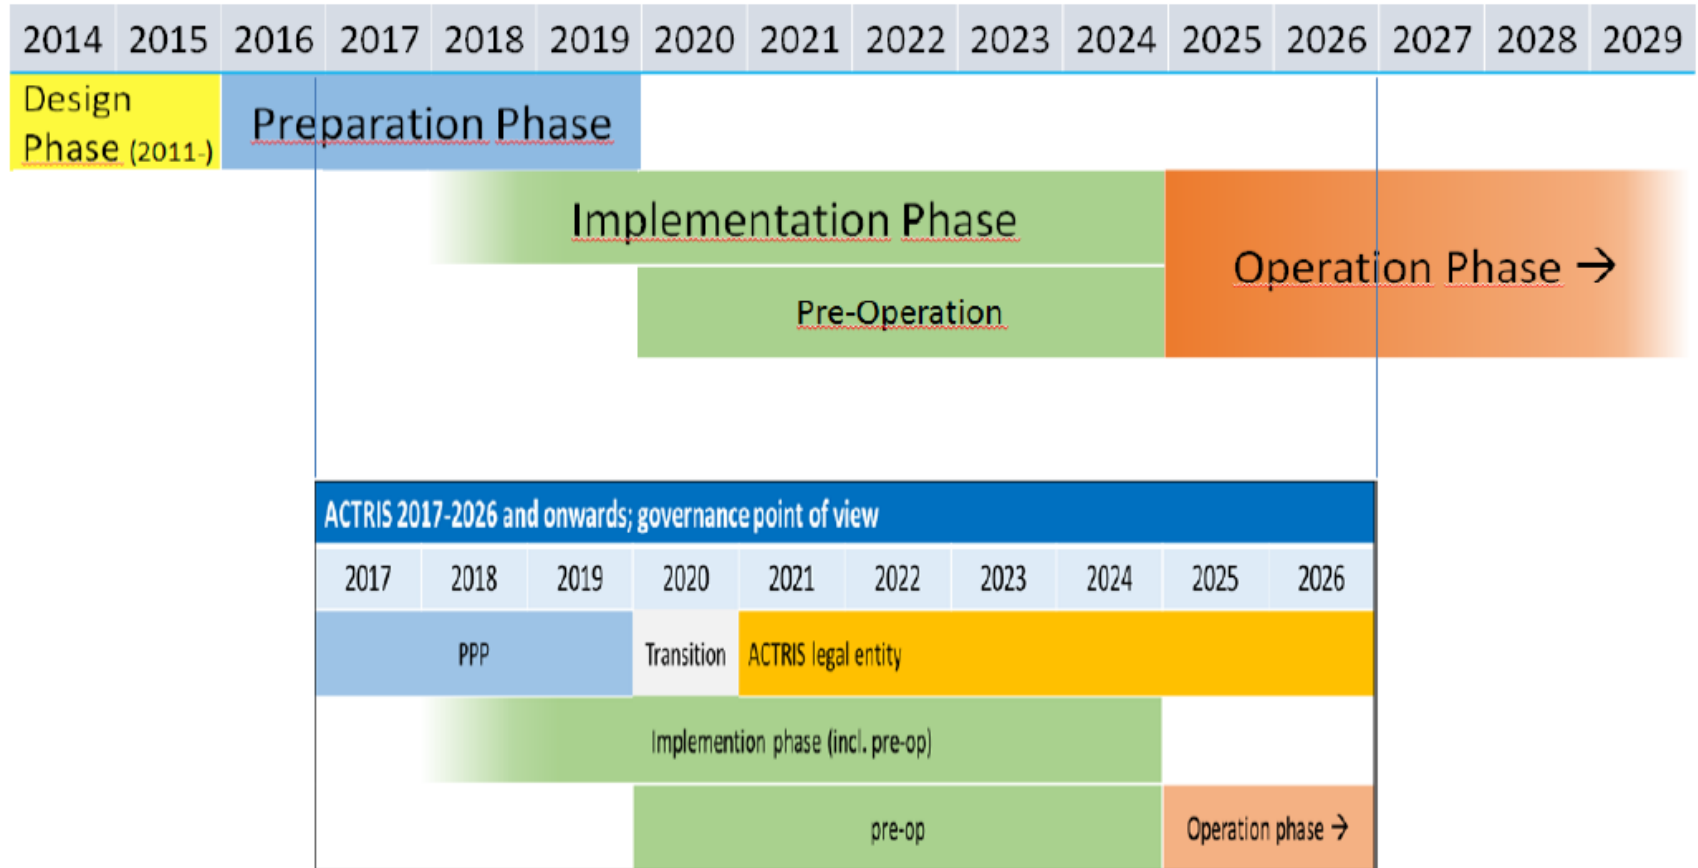 2014 2015 2016 2017 2018 2019 2020 2021 2022 2023 2024 2025 2026 2027 2028 2029
Design
Phase (2011-)
Preparation Phase
Implementation Phase
Operation Phase →
Pre-Operation
ACTRIS 2017-2026 and onwards; governance point of view
2017 2018 2019 2020 2021 2022 2023 2024 2025 2026
PPP Transition ACTRIS legal entity
Implemention phase (incl. pre-op)
pre-op Operation phase →